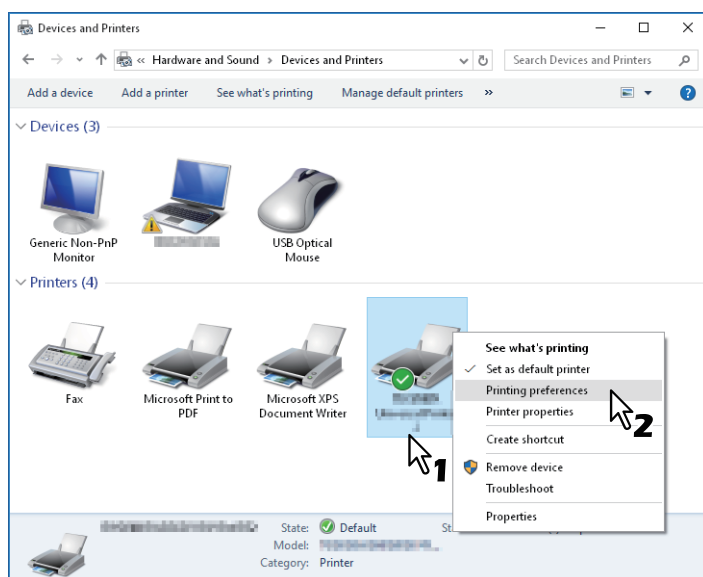 Devices and Printers
« Hardware and Sound › Devices and Printers
Search Devices and Printers
Add a device Add a printer See what's printing Manage default printers »
Devices (3)
Generic Non-PnP
Monitor
USB Optical
Mouse
Printers (4)
Fax
Microsoft Print to
PDF
Microsoft XPS
Document Writer
See what's printing
Set as default printer
Printing preferences
Printer properties
Create shortcut
Remove device
Troubleshoot
Properties
1
2
State: Default
Model:
Category: Printer